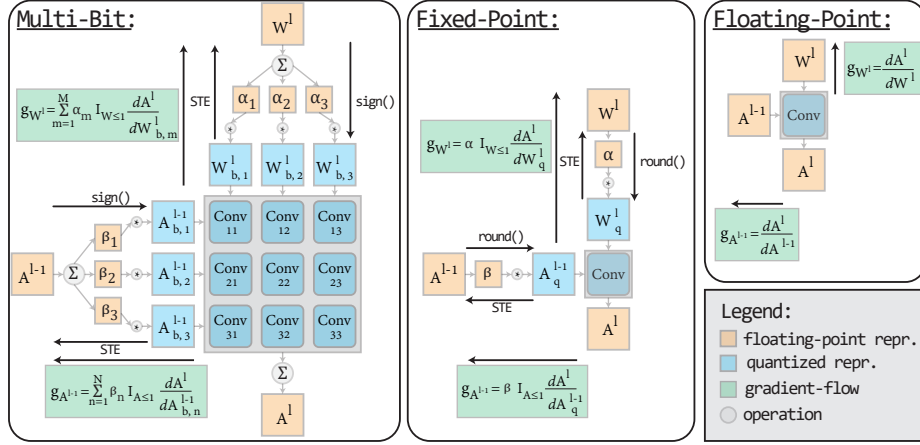 Multi-Bit:
W^l
Σ
α_1 α_2 α_3
STE
sign()
g_{W^l} = Σ_{m=1}^{M} α_m I_{W≤1} dA^l / dW^l_{b,m}
* * *
W^l_{b,1} W^l_{b,2} W^l_{b,3}
sign()
A^{l-1}
Σ
β_1 * A^{l-1}_{b,1}
β_2 * A^{l-1}_{b,2}
β_3 * A^{l-1}_{b,3}
Conv 11 Conv 12 Conv 13
Conv 21 Conv 22 Conv 23
Conv 31 Conv 32 Conv 33
STE
g_{A^{l-1}} = Σ_{n=1}^{N} β_n I_{A≤1} dA^l / dA^{l-1}_{b,n}
Σ
A^l
Fixed-Point:
W^l
α
*
STE
round()
g_{W^l} = α I_{W≤1} dA^l / dW^l_q
W^l_q
round()
A^{l-1} β * A^{l-1}_q Conv
STE
A^l
g_{A^{l-1}} = β I_{A≤1} dA^l / dA^{l-1}_q
Floating-Point:
W^l
g_{W^l} = dA^l / dW^l
A^{l-1} Conv
A^l
g_{A^{l-1}} = dA^l / dA^{l-1}
Legend:
floating-point repr.
quantized repr.
gradient-flow
operation